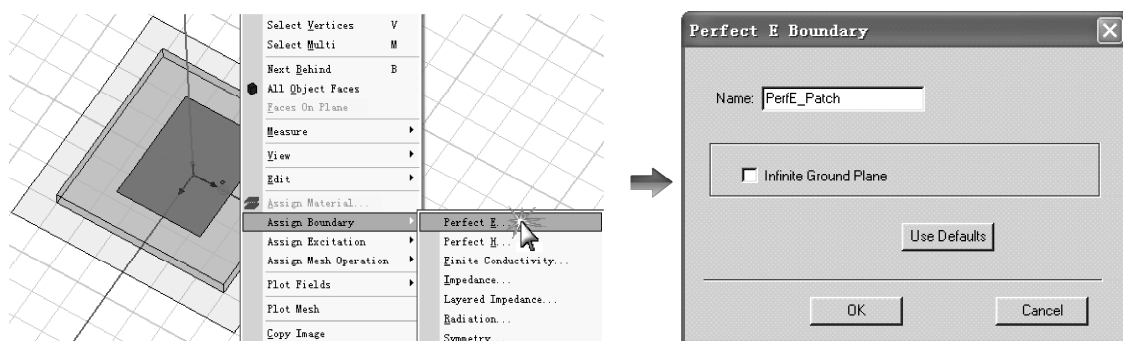 Select Vertices V
Select Multi M
Next Behind B
All Object Faces
Faces On Plane
Measure
View
Edit
Assign Material...
Assign Boundary
Assign Excitation
Assign Mesh Operation
Plot Fields
Plot Mesh
Copy Image
Perfect E...
Perfect H...
Finite Conductivity...
Impedance...
Layered Impedance...
Radiation...
Symmetry
Perfect E Boundary
Name: PerfE_Patch
Infinite Ground Plane
Use Defaults
OK Cancel